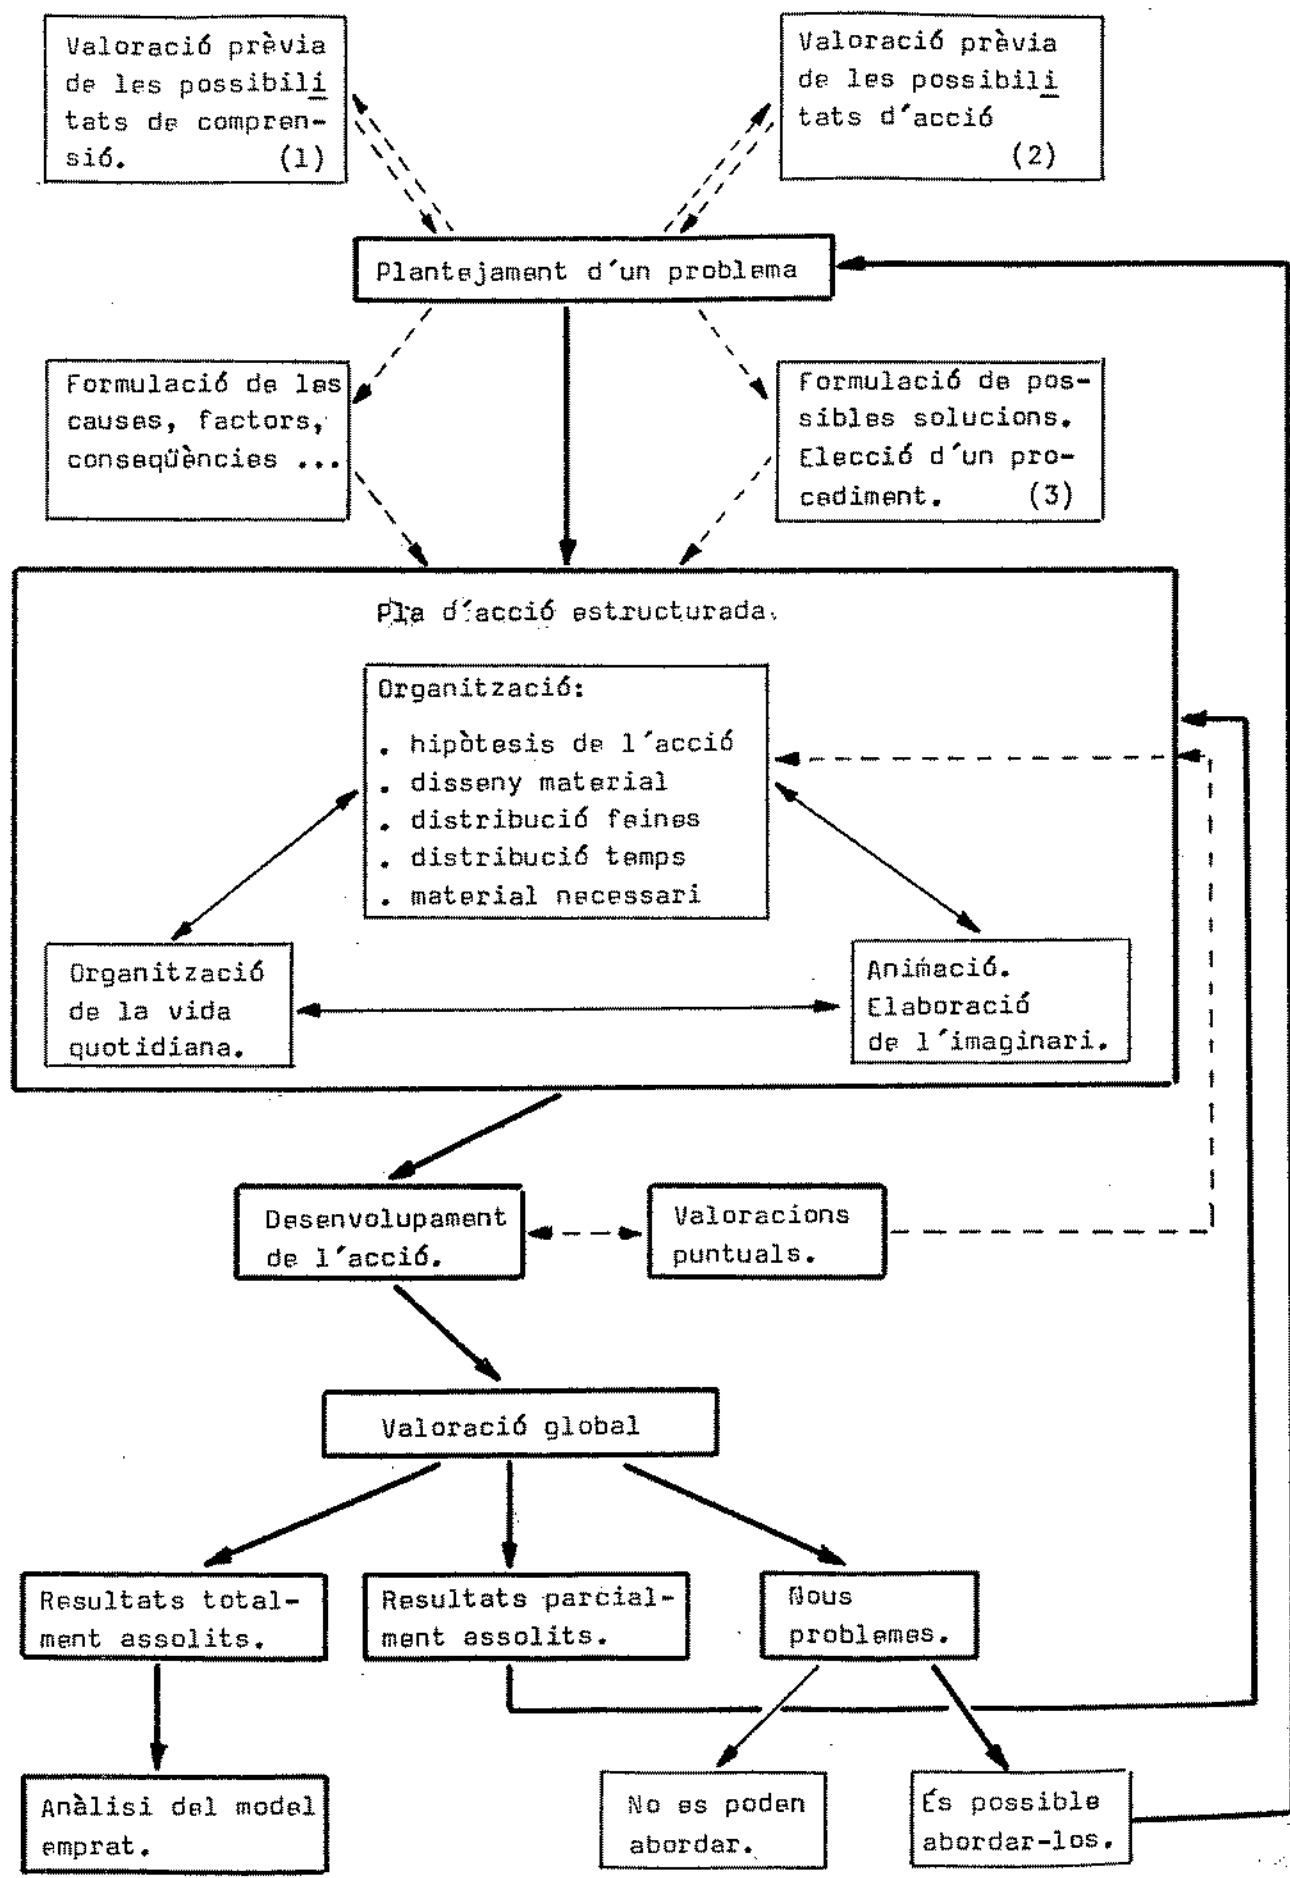 Valoració prèvia
de les possibili
tats de compren-
sió. (1)
Valoració prèvia
de les possibili
tats d'acció
(2)
Plantejament d'un problema
Formulació de les
causes, factors,
conseqüències ...
Formulació de pos-
sibles solucions.
Elecció d'un pro-
cediment. (3)
Pla d'acció estructurada.
Organització:
. hipòtesis de l'acció
. disseny material
. distribució feines
. distribució temps
. material necessari
Organització
de la vida
quotidiana.
Animació.
Elaboració
de l'imaginari.
Desenvolupament
de l'acció.
Valoracions
puntuals.
Valoració global
Resultats total-
ment assolits.
Resultats parcial-
ment assolits.
Nous
problemes.
Anàlisi del model
emprat.
No es poden
abordar.
És possible
abordar-los.